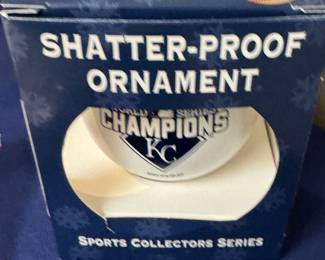 SHATTER-PROOF
ORNAMENT
WORLD SERIES
CHAMPIONS
KC
SPORTS COLLECTORS SERIES